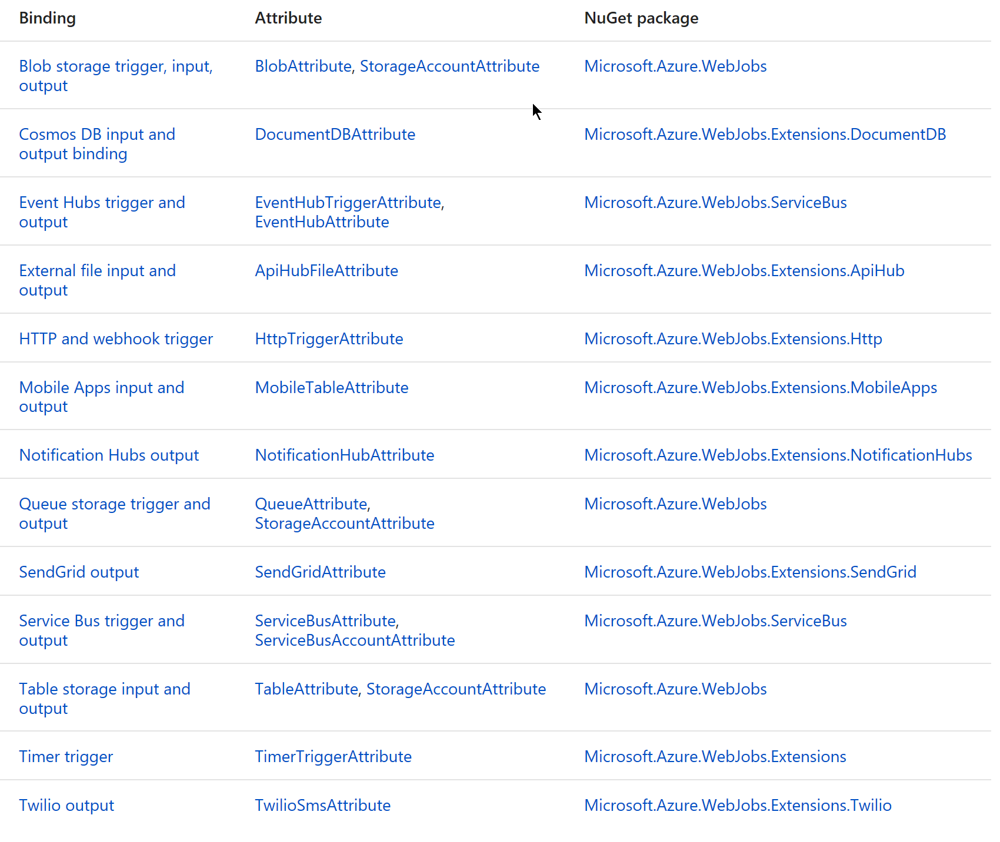 Binding Attribute NuGet package
Blob storage trigger, input, BlobAttribute, StorageAccountAttribute Microsoft.Azure.WebJobs
output
Cosmos DB input and DocumentDBAttribute Microsoft.Azure.WebJobs.Extensions.DocumentDB
output binding
Event Hubs trigger and EventHubTriggerAttribute, Microsoft.Azure.WebJobs.ServiceBus
output EventHubAttribute
External file input and ApiHubFileAttribute Microsoft.Azure.WebJobs.Extensions.ApiHub
output
HTTP and webhook trigger HttpTriggerAttribute Microsoft.Azure.WebJobs.Extensions.Http
Mobile Apps input and MobileTableAttribute Microsoft.Azure.WebJobs.Extensions.MobileApps
output
Notification Hubs output NotificationHubAttribute Microsoft.Azure.WebJobs.Extensions.NotificationHubs
Queue storage trigger and QueueAttribute, Microsoft.Azure.WebJobs
output StorageAccountAttribute
SendGrid output SendGridAttribute Microsoft.Azure.WebJobs.Extensions.SendGrid
Service Bus trigger and ServiceBusAttribute, Microsoft.Azure.WebJobs.ServiceBus
output ServiceBusAccountAttribute
Table storage input and TableAttribute, StorageAccountAttribute Microsoft.Azure.WebJobs
output
Timer trigger TimerTriggerAttribute Microsoft.Azure.WebJobs.Extensions
Twilio output TwilioSmsAttribute Microsoft.Azure.WebJobs.Extensions.Twilio